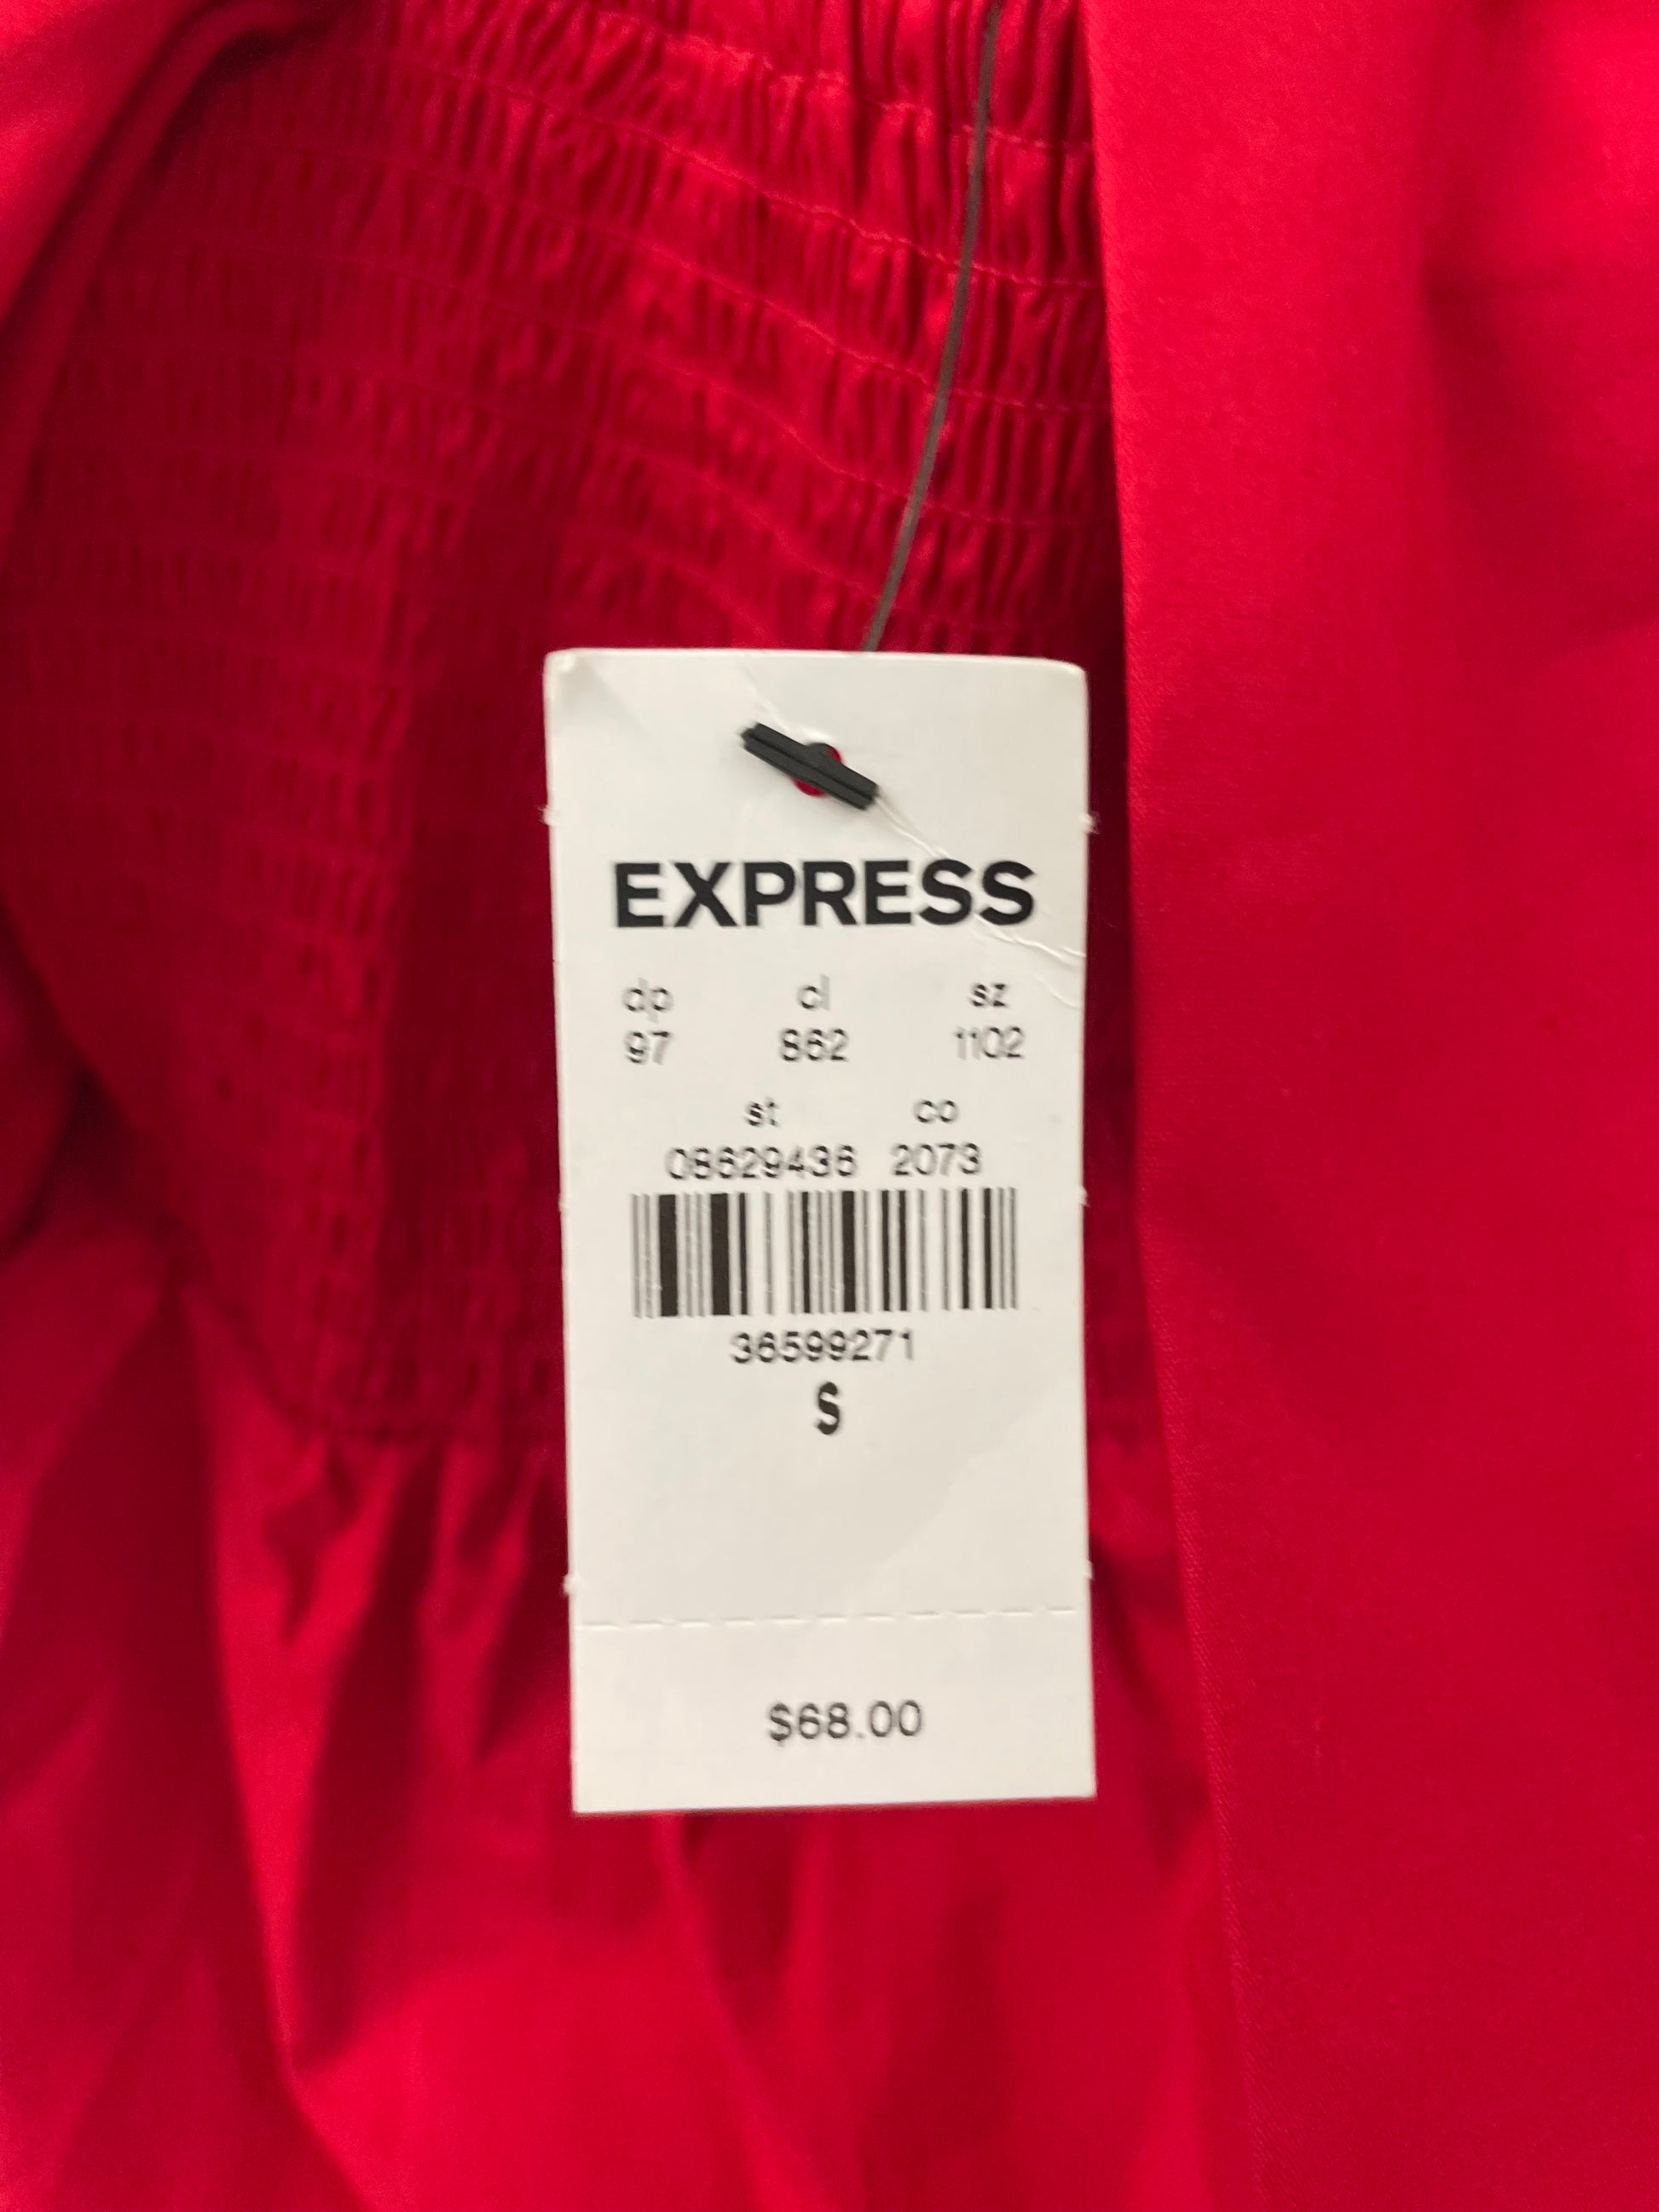 EXPRESS
dp cl sz
97 862 1102
st co
08629436 2073
36599271
S
$68.00